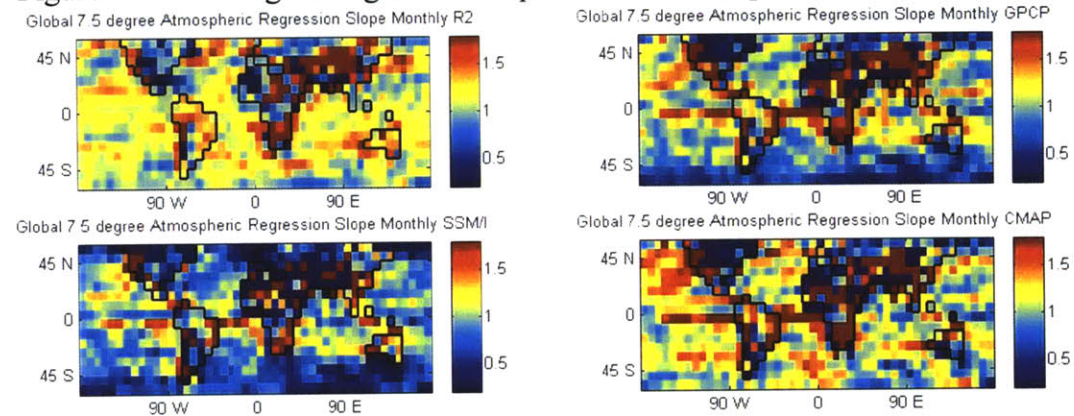 Global 7.5 degree Atmospheric Regression Slope Monthly R2
45 N
0
45 S
90 W
0
90 E
1.5
1
0.5
Global 7.5 degree Atmospheric Regression Slope Monthly GPCP
45 N
0
45 S
90 W
0
90 E
1.5
1
0.5
Global 7.5 degree Atmospheric Regression Slope Monthly SSM/I
45 N
0
45 S
90 W
0
90 E
1.5
1
0.5
Global 7.5 degree Atmospheric Regression Slope Monthly CMAP
45 N
0
45 S
90 W
0
90 E
1.5
1
0.5